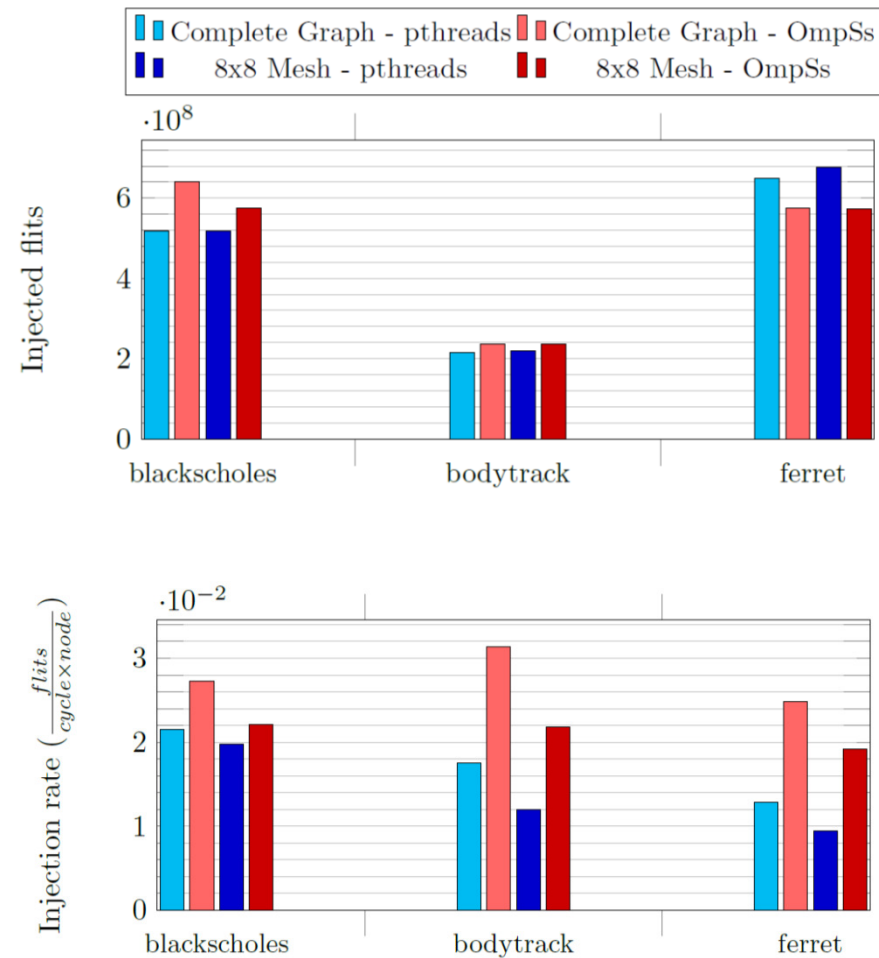 Complete Graph - pthreads Complete Graph - OmpSs
8x8 Mesh - pthreads 8x8 Mesh - OmpSs
·10^8
Injected flits
6
4
2
0
blackscholes bodytrack ferret
·10^−2
Injection rate (flits/cycle×node)
3
2
1
0
blackscholes bodytrack ferret